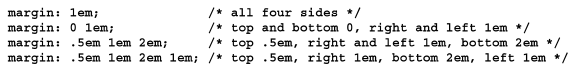 margin: 1em; /* all four sides */
margin: 0 1em; /* top and bottom 0, right and left 1em */
margin: .5em 1em 2em; /* top .5em, right and left 1em, bottom 2em */
margin: .5em 1em 2em 1em; /* top .5em, right 1em, bottom 2em, left 1em */